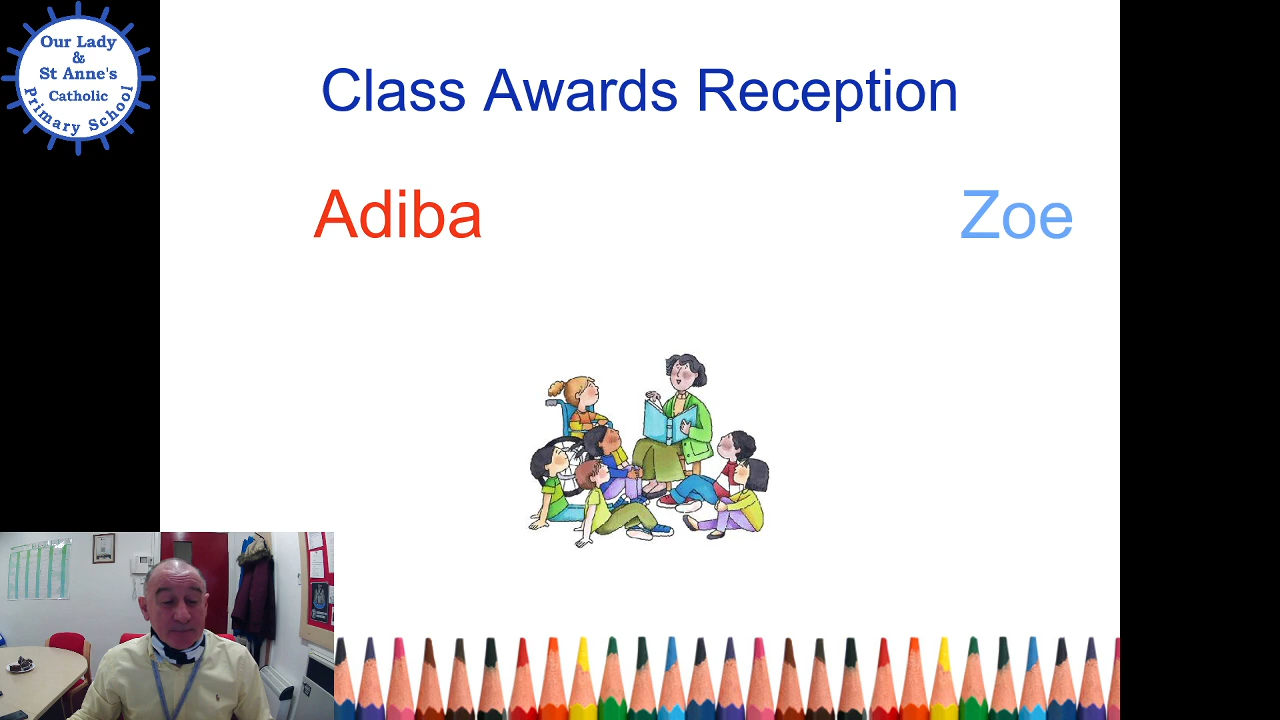 Our Lady
&
St Anne's
Catholic
Primary School
Class Awards Reception
Adiba
Zoe